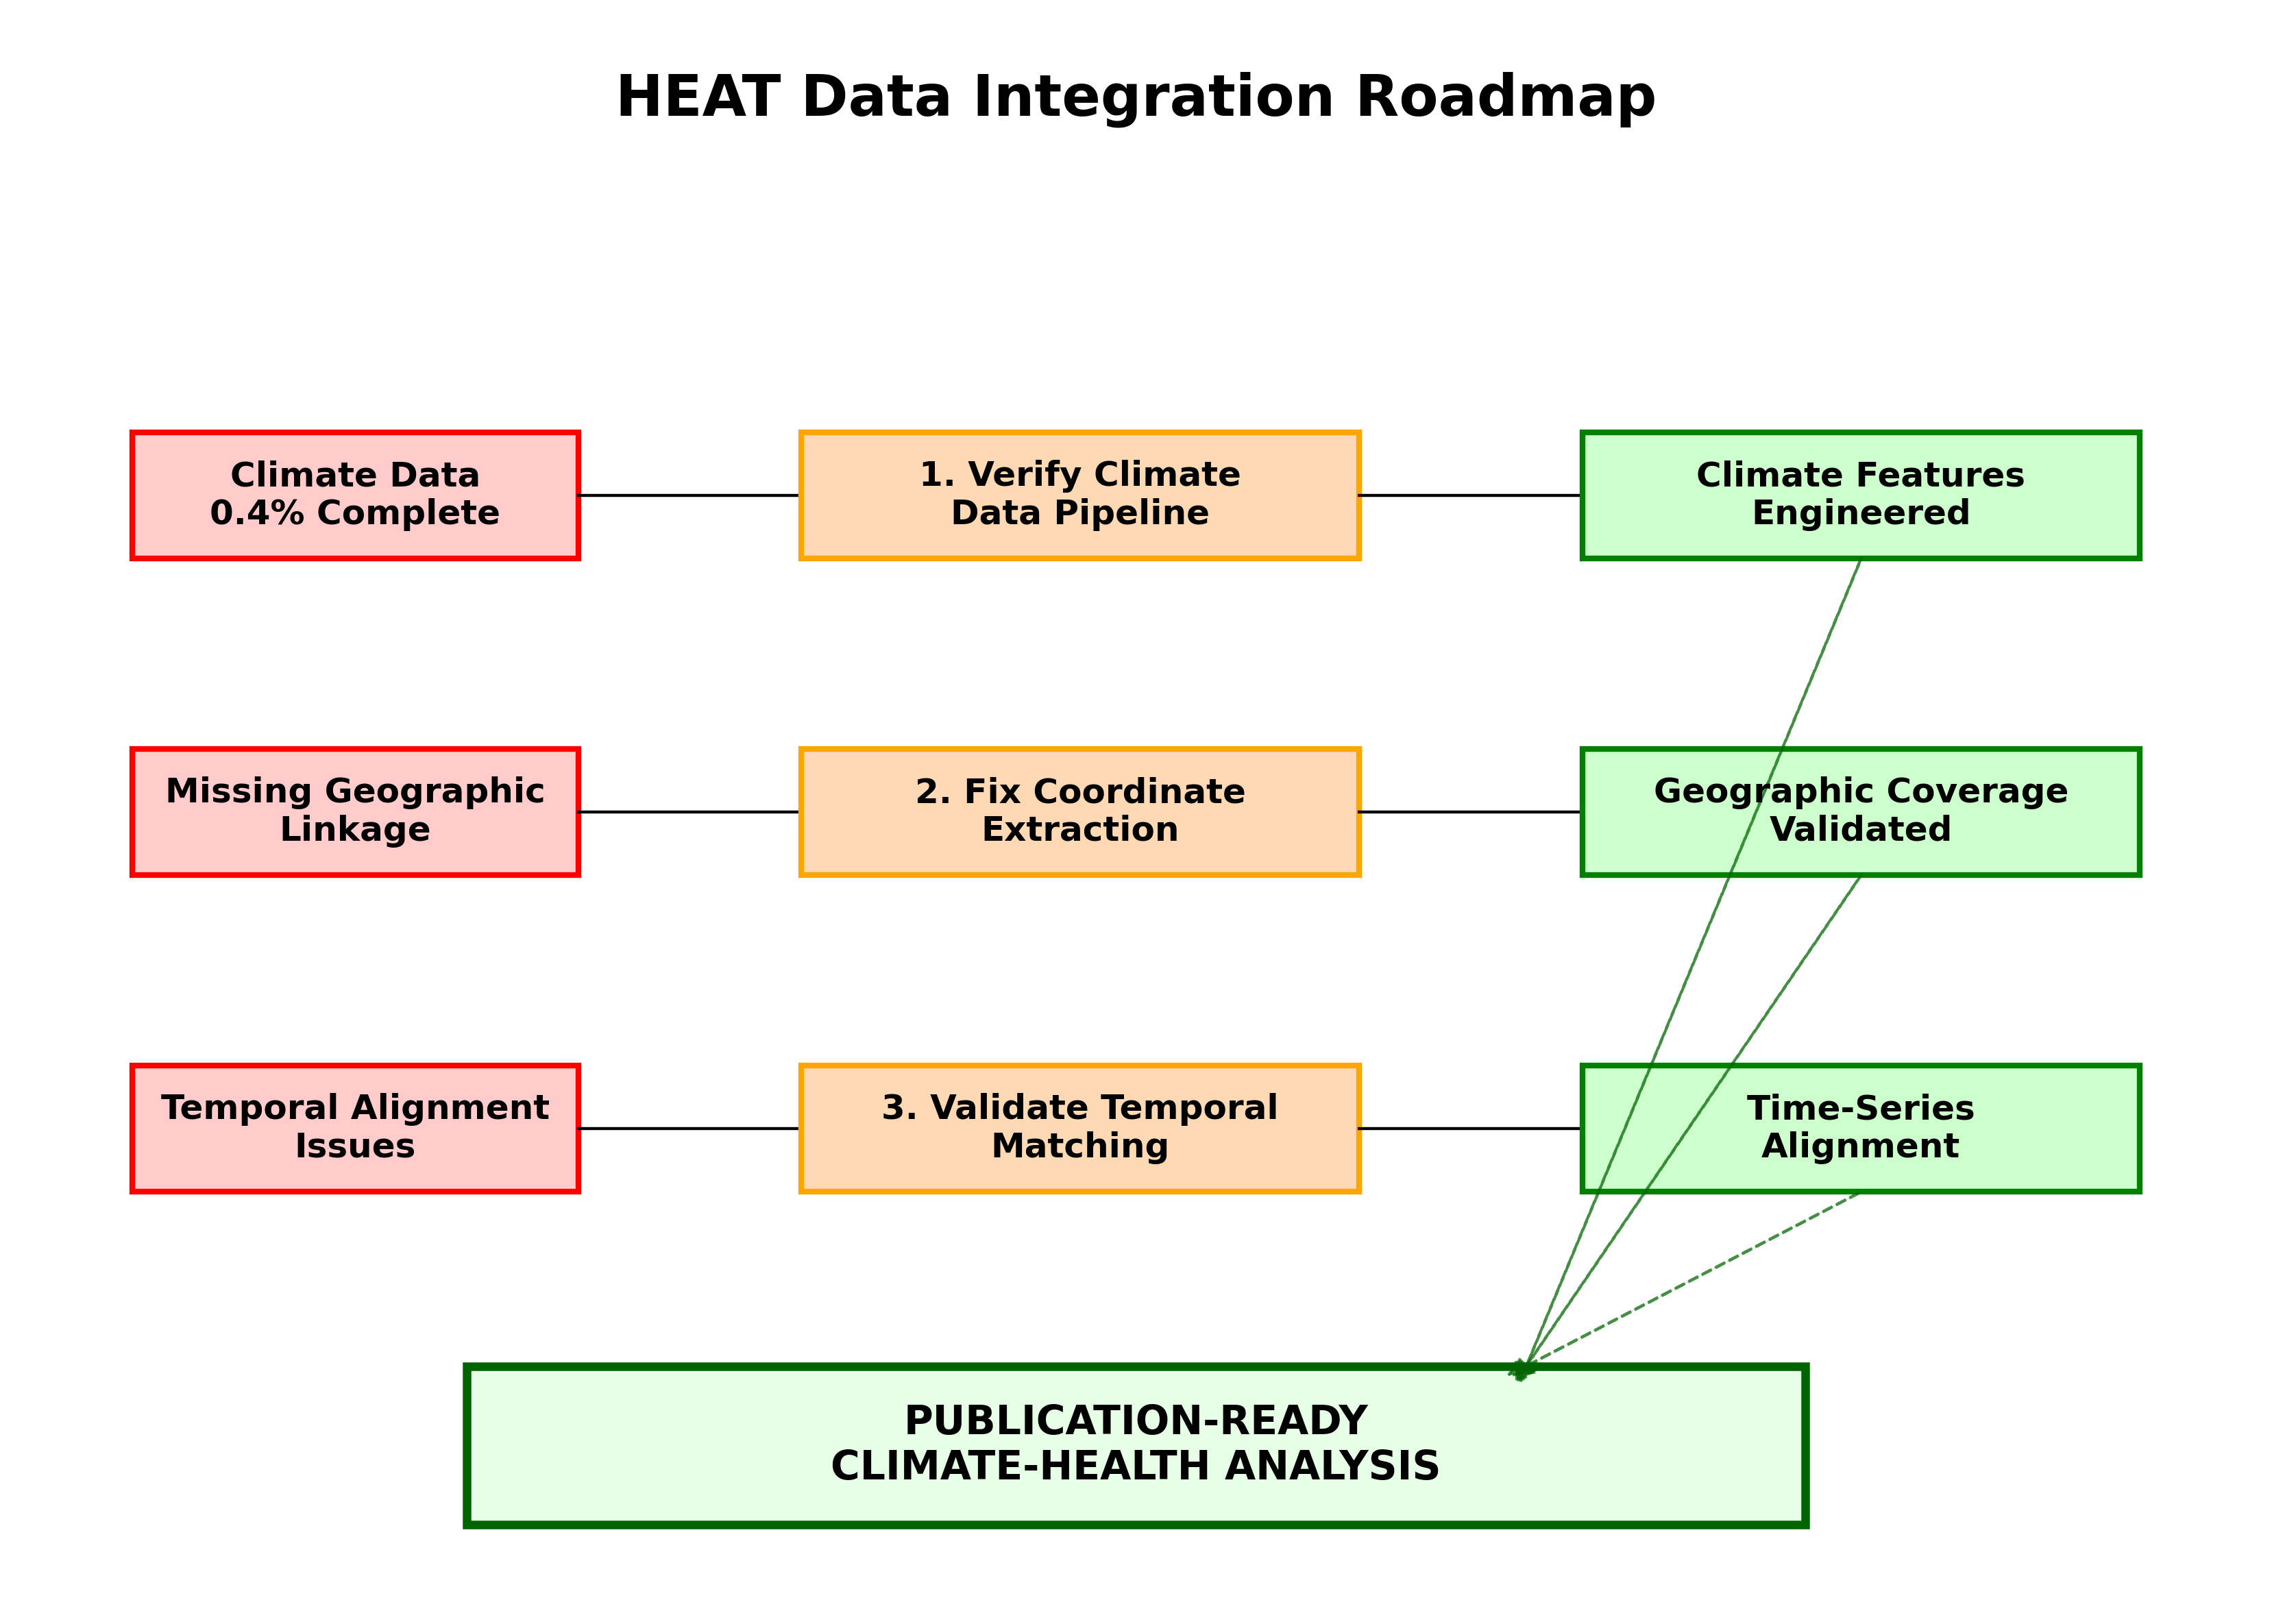 HEAT Data Integration Roadmap
Climate Data
0.4% Complete
1. Verify Climate
Data Pipeline
Climate Features
Engineered
Missing Geographic
Linkage
2. Fix Coordinate
Extraction
Geographic Coverage
Validated
Temporal Alignment
Issues
3. Validate Temporal
Matching
Time-Series
Alignment
PUBLICATION-READY
CLIMATE-HEALTH ANALYSIS